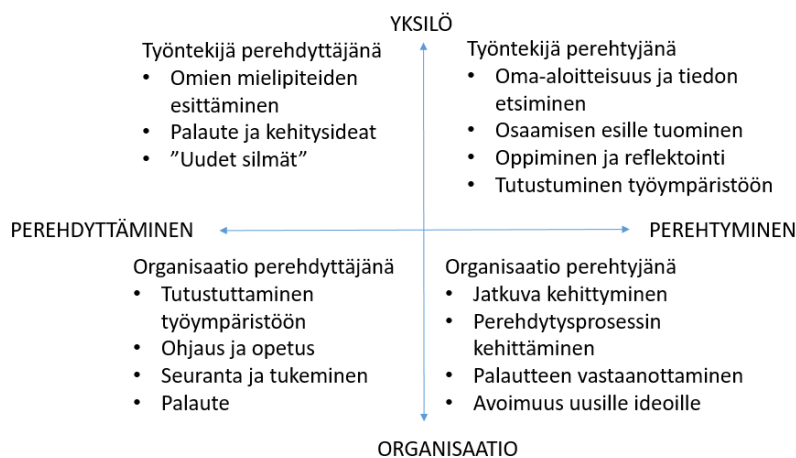 YKSILÖ
Työntekijä perehdyttäjänä
• Omien mielipiteiden
esittäminen
• Palaute ja kehitysideat
• ”Uudet silmät”
Työntekijä perehtyjänä
• Oma-aloitteisuus ja tiedon
etsiminen
• Osaamisen esille tuominen
• Oppiminen ja reflektointi
• Tutustuminen työympäristöön
PEREHDYTTÄMINEN
PEREHTYMINEN
Organisaatio perehdyttäjänä
• Tutustuttaminen
työympäristöön
• Ohjaus ja opetus
• Seuranta ja tukeminen
• Palaute
Organisaatio perehtyjänä
• Jatkuva kehittyminen
• Perehdytysprosessin
kehittäminen
• Palautteen vastaanottaminen
• Avoimuus uusille ideoille
ORGANISAATIO